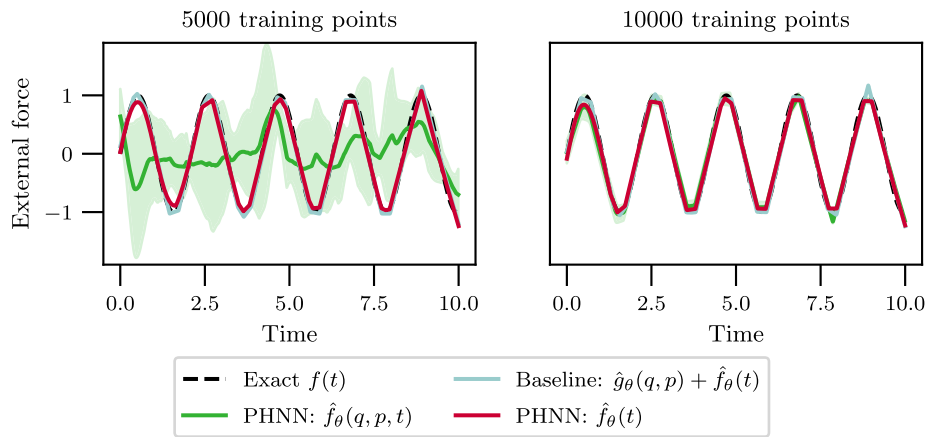 5000 training points
10000 training points
External force
1
0
−1
0.0 2.5 5.0 7.5 10.0
0.0 2.5 5.0 7.5 10.0
Time
Time
Exact f(t)
PHNN: f̂θ(q, p, t)
Baseline: ĝθ(q, p) + f̂θ(t)
PHNN: f̂θ(t)